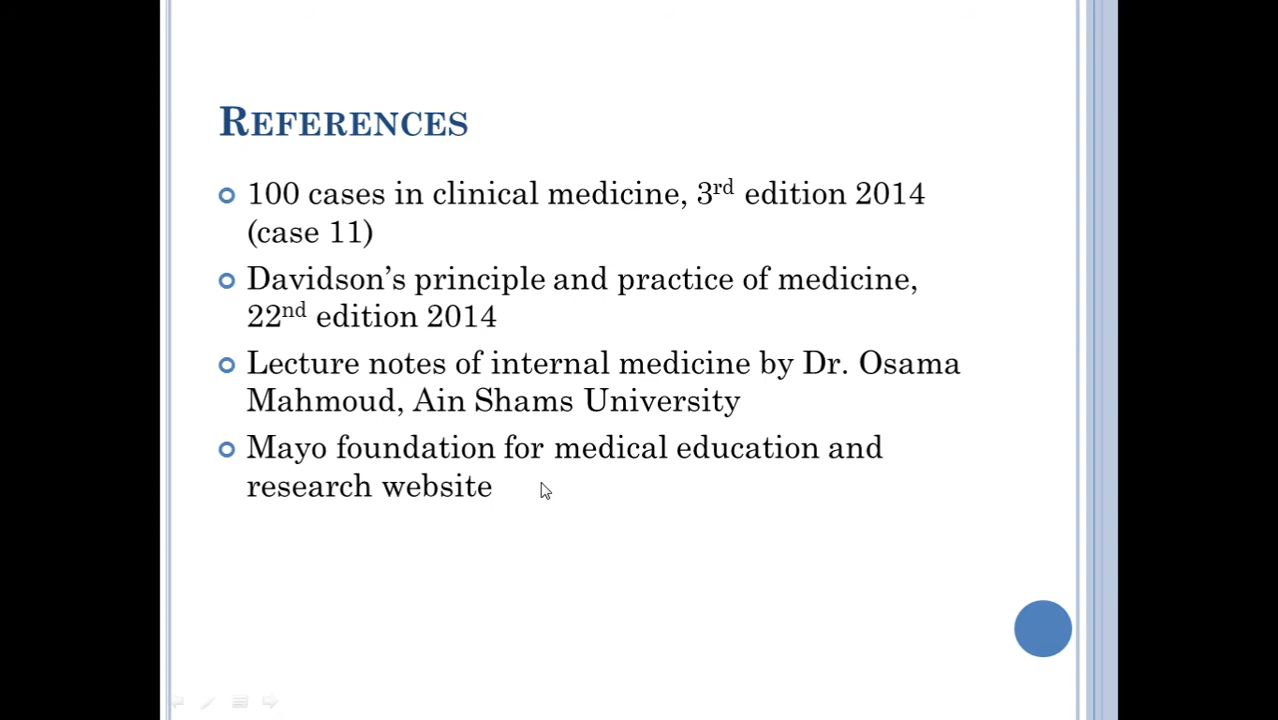 REFERENCES
100 cases in clinical medicine, 3rd edition 2014
(case 11)
Davidson’s principle and practice of medicine,
22nd edition 2014
Lecture notes of internal medicine by Dr. Osama
Mahmoud, Ain Shams University
Mayo foundation for medical education and
research website